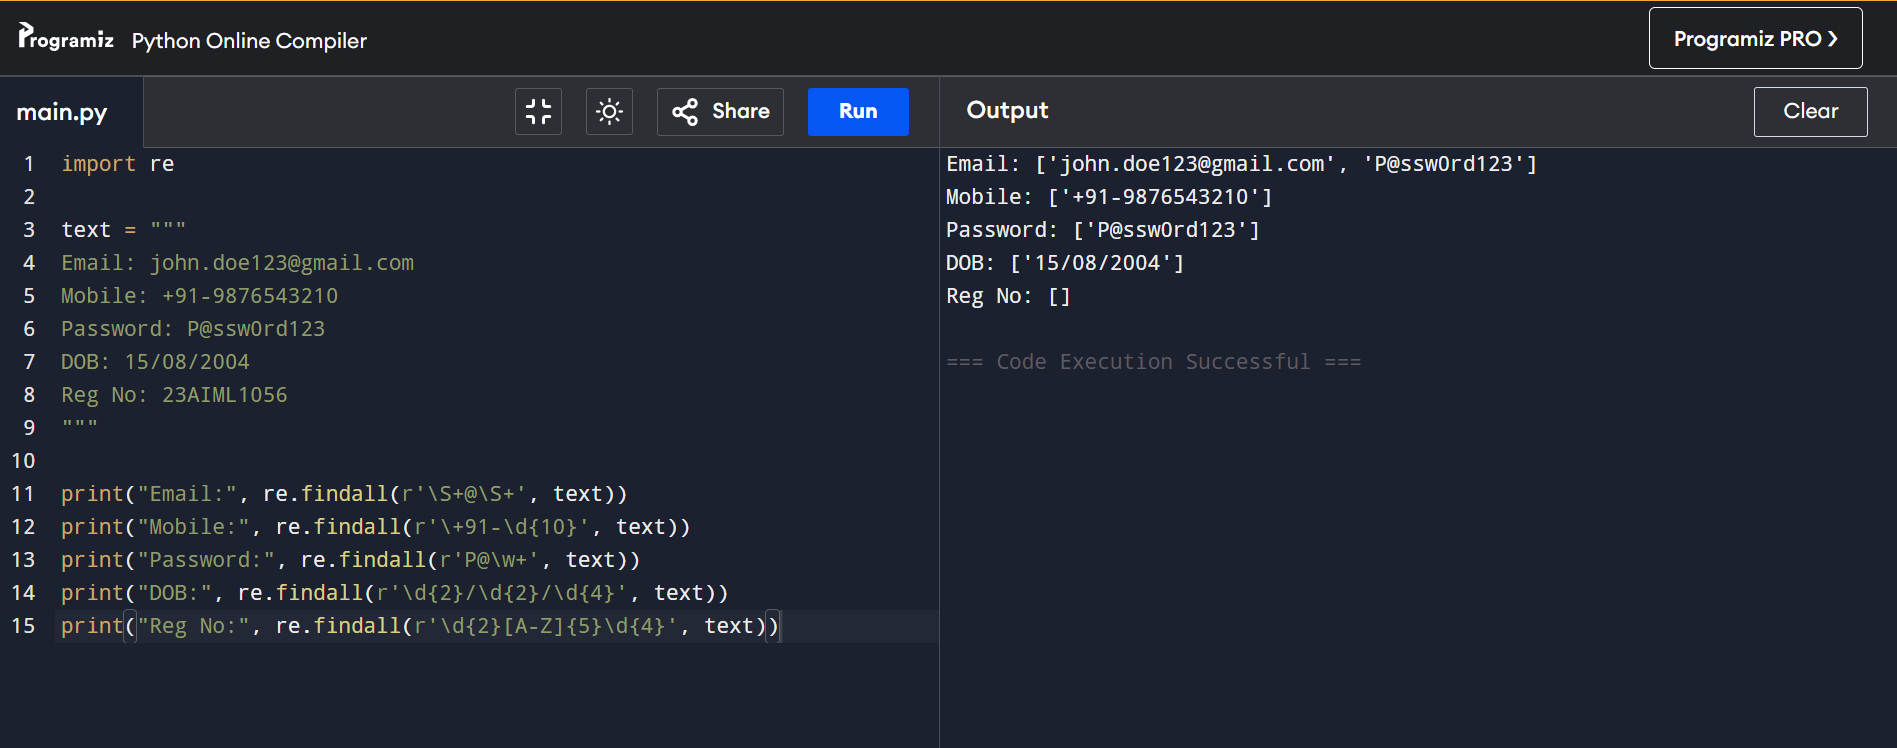 Programiz Python Online Compiler
Programiz PRO ❯
main.py
Share
Run
Output
Clear
1 import re
2
3 text = """
4 Email: john.doe123@gmail.com
5 Mobile: +91-9876543210
6 Password: P@ssw0rd123
7 DOB: 15/08/2004
8 Reg No: 23AIML1056
9 """
10
11 print("Email:", re.findall(r'\S+@\S+', text))
12 print("Mobile:", re.findall(r'\+91-\d{10}', text))
13 print("Password:", re.findall(r'P@\w+', text))
14 print("DOB:", re.findall(r'\d{2}/\d{2}/\d{4}', text))
15 print("Reg No:", re.findall(r'\d{2}[A-Z]{5}\d{4}', text))
Email: ['john.doe123@gmail.com', 'P@ssw0rd123']
Mobile: ['+91-9876543210']
Password: ['P@ssw0rd123']
DOB: ['15/08/2004']
Reg No: []
=== Code Execution Successful ===